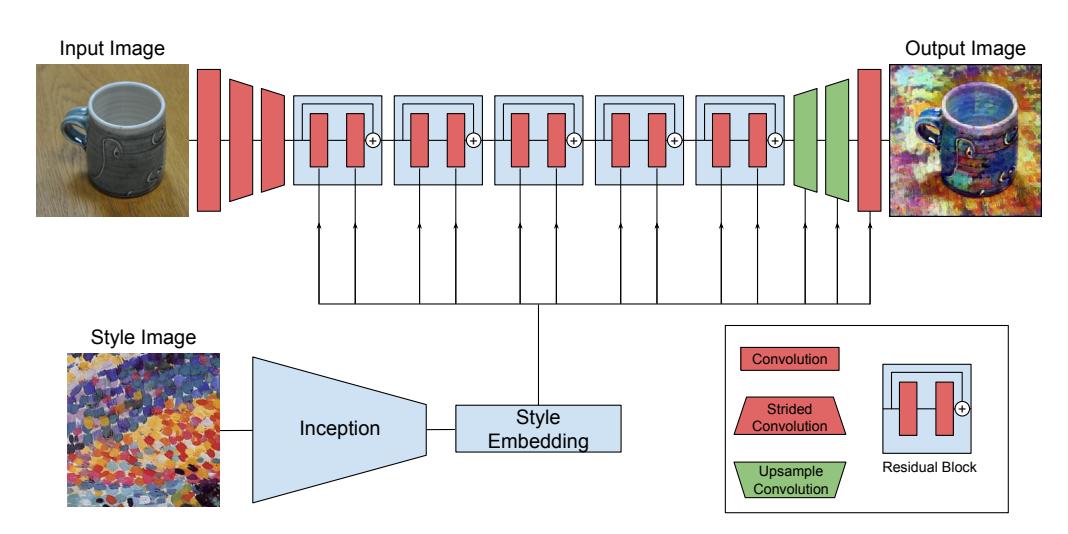 Input Image
Output Image
Style Image
Inception
Style
Embedding
Convolution
Strided
Convolution
Upsample
Convolution
Residual Block